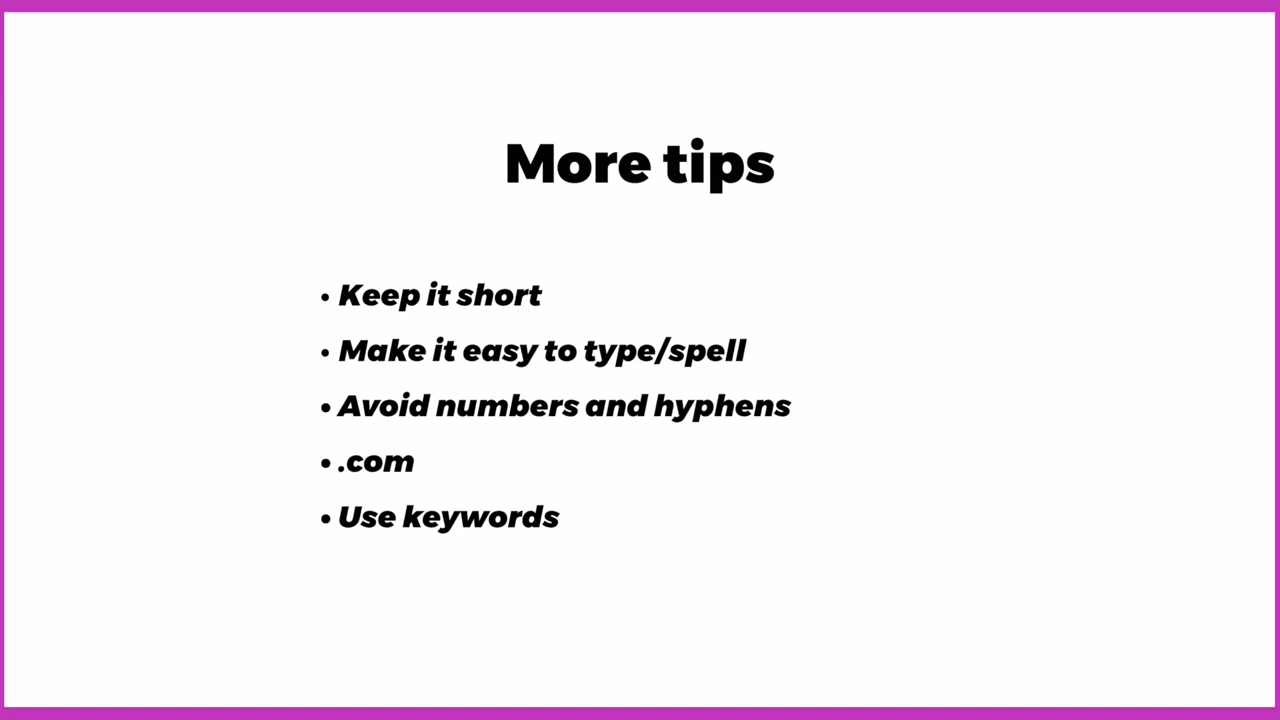 More tips
• Keep it short
• Make it easy to type/spell
• Avoid numbers and hyphens
• .com
• Use keywords